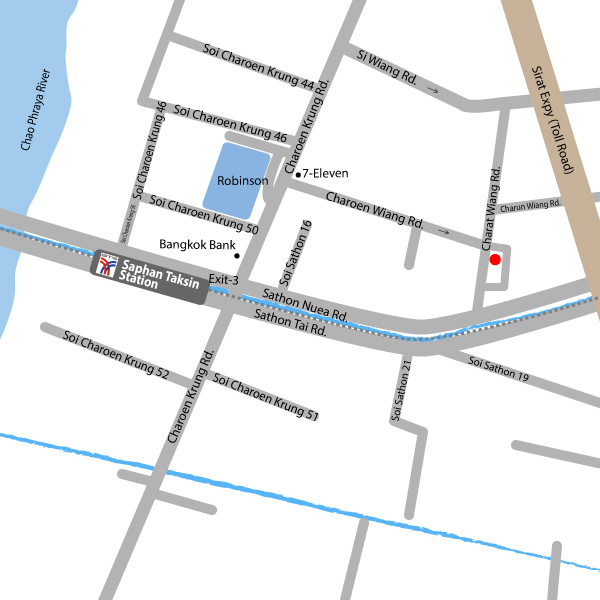 Soi Charoen Krung 44
Si Wiang Rd.
→
Sirat Expy (Toll Road)
Chao Phraya River
Soi Charoen Krung 46
Soi Charoen Krung 46
Charoen Krung Rd.
7-Eleven
Robinson
Charoen Wiang Rd.
→
Charat Wiang Rd.
Charun Wiang Rd.
Soi Charoen Krung 50
Soi Charoen Krung 51
Bangkok Bank
Soi Sathon 16
Saphan Taksin
Station
Exit-3
Sathon Nuea Rd.
Sathon Tai Rd.
Soi Charoen Krung 52
Charoen Krung Rd.
Soi Sathon 21
Soi Sathon 19